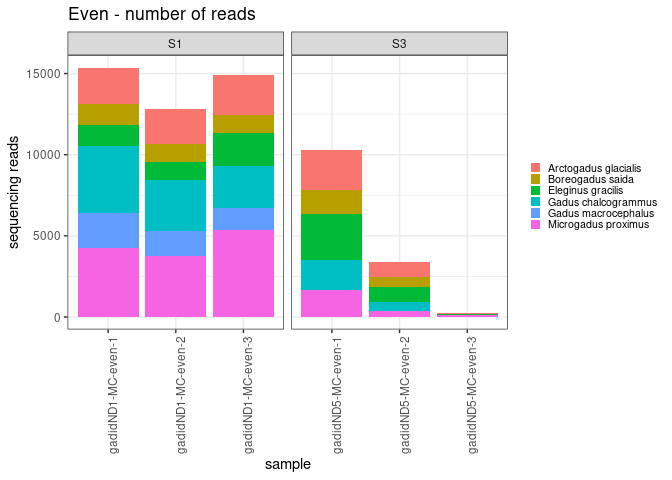 Even - number of reads
S1
S3
15000
10000
5000
0
sequencing reads
gadidND1-MC-even-1
gadidND1-MC-even-2
gadidND1-MC-even-3
gadidND5-MC-even-1
gadidND5-MC-even-2
gadidND5-MC-even-3
sample
Arctogadus glacialis
Boreogadus saida
Eleginus gracilis
Gadus chalcogrammus
Gadus macrocephalus
Microgadus proximus